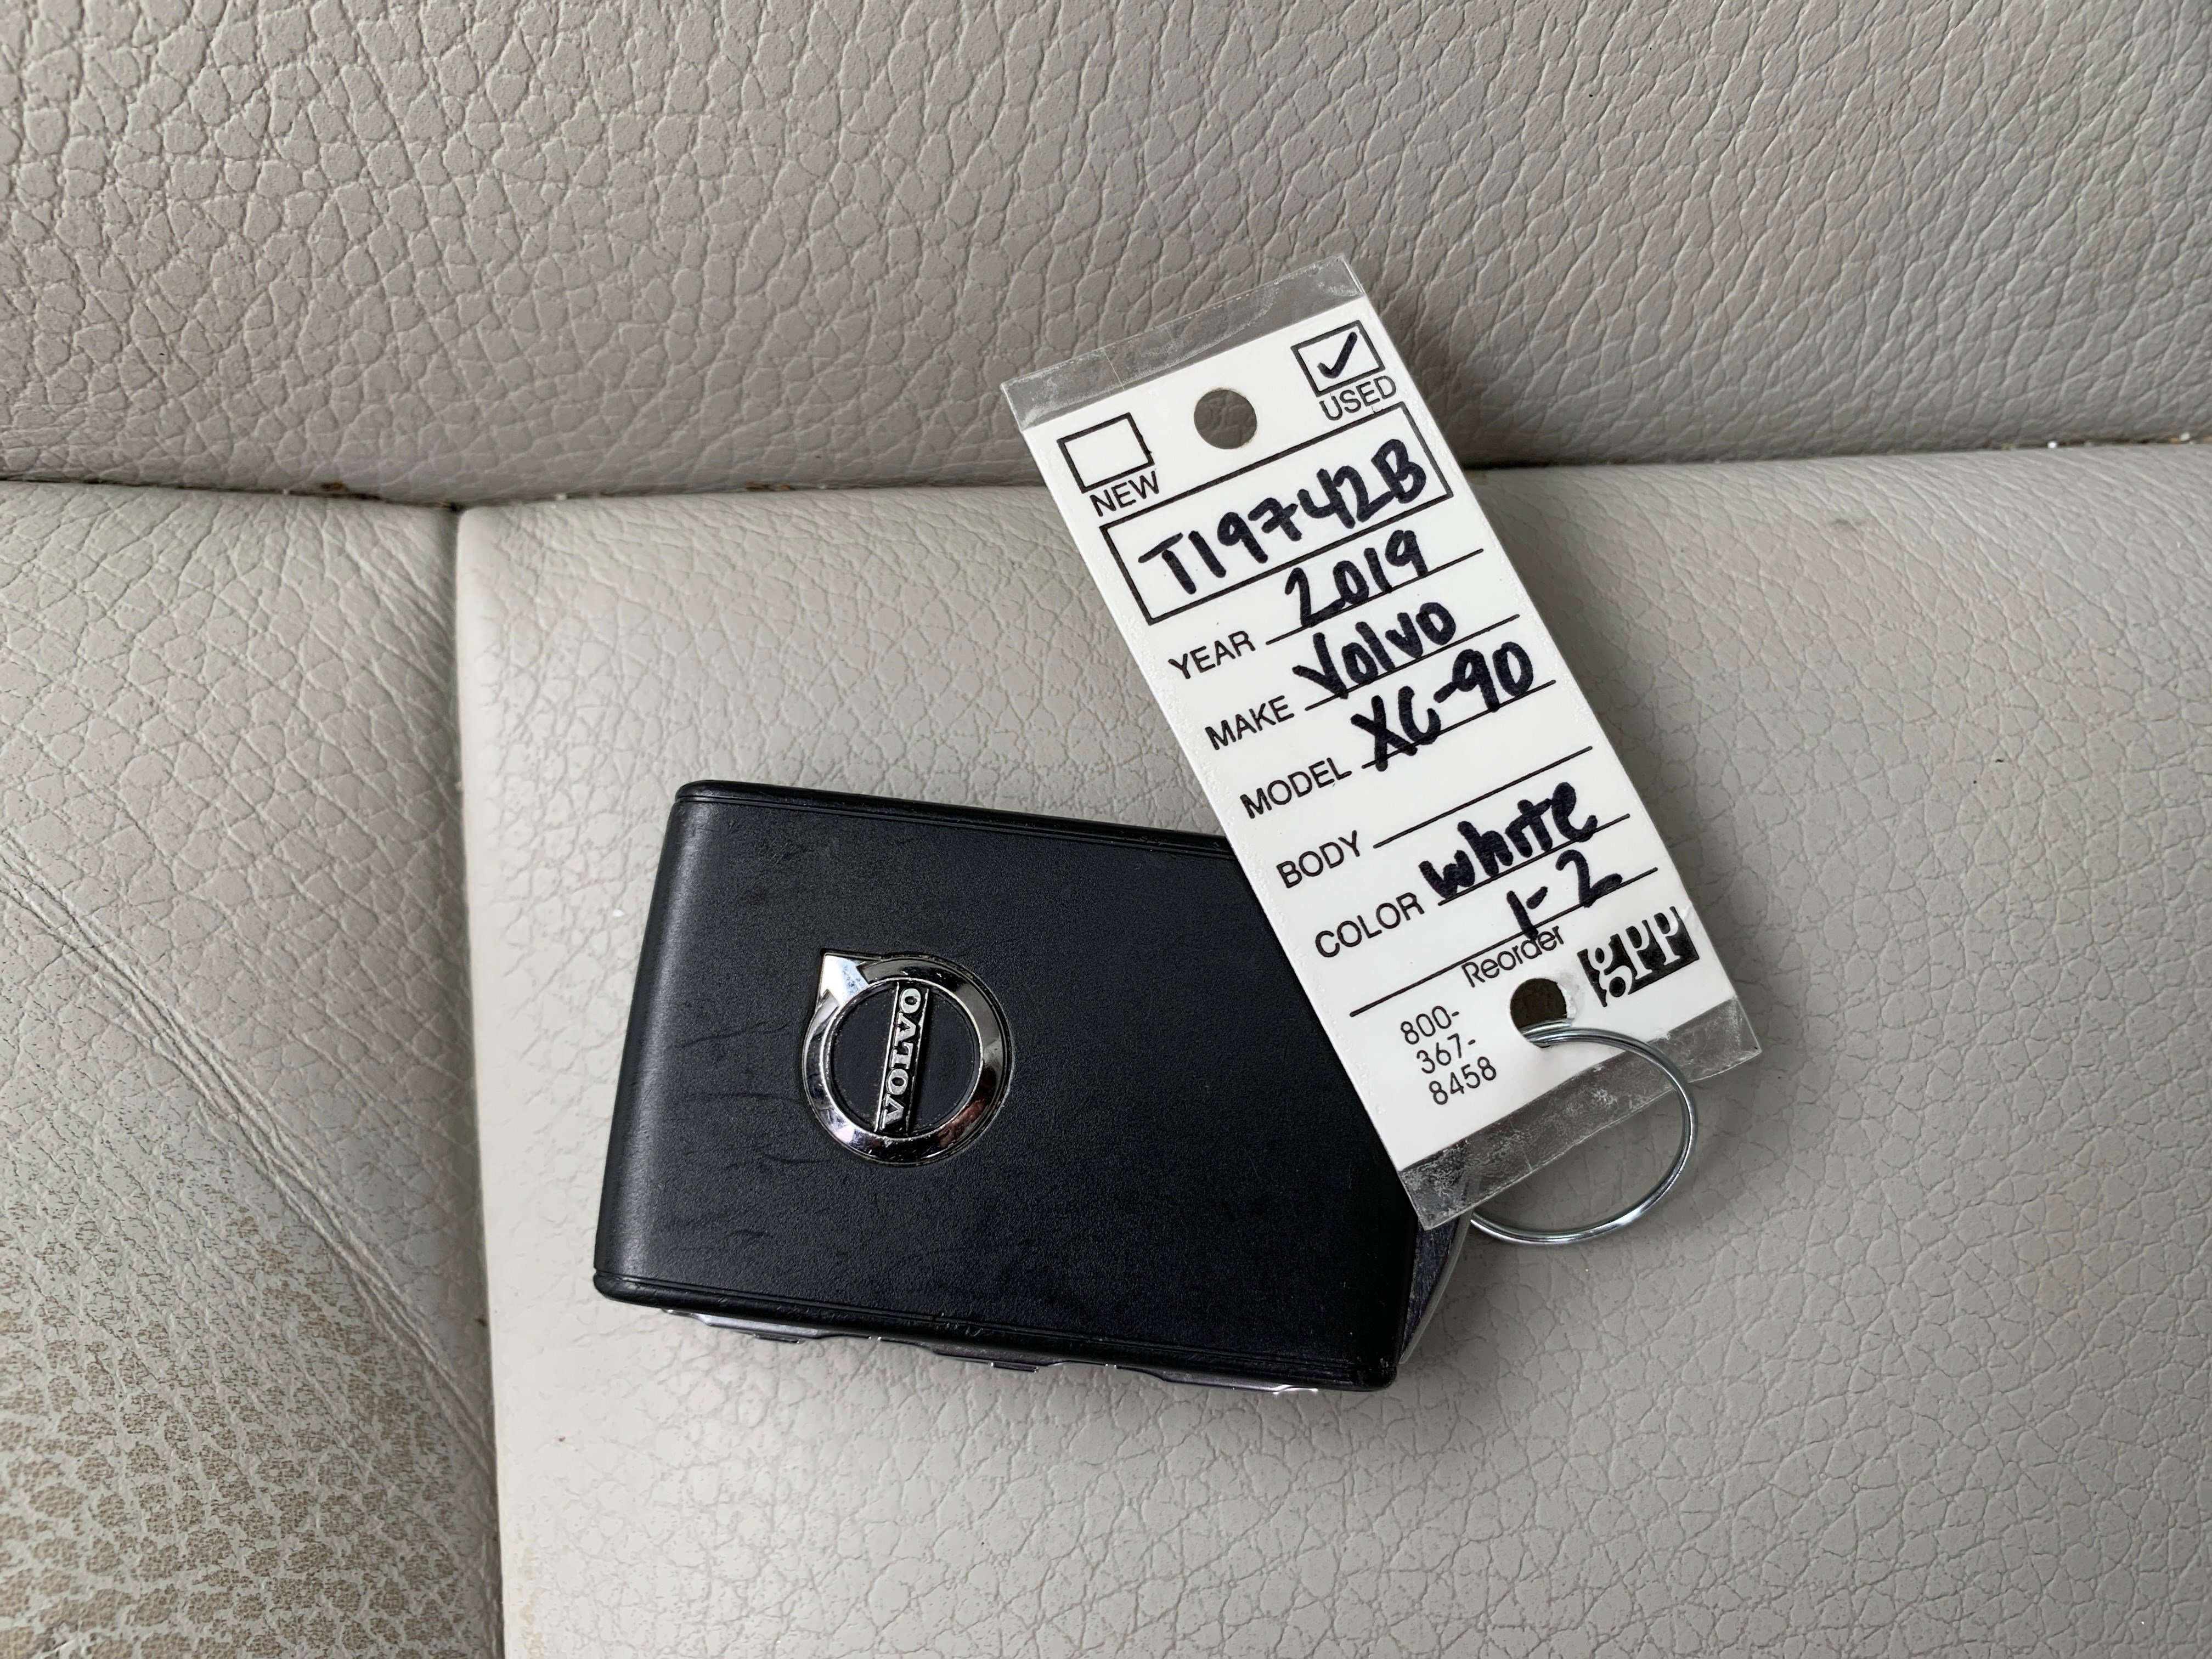 USED
NEW
T19742B
YEAR 2019
MAKE Volvo
MODEL XC-90
BODY
COLOR white
1-2
Reorder gpp
800-
367-
8458
VOLVO